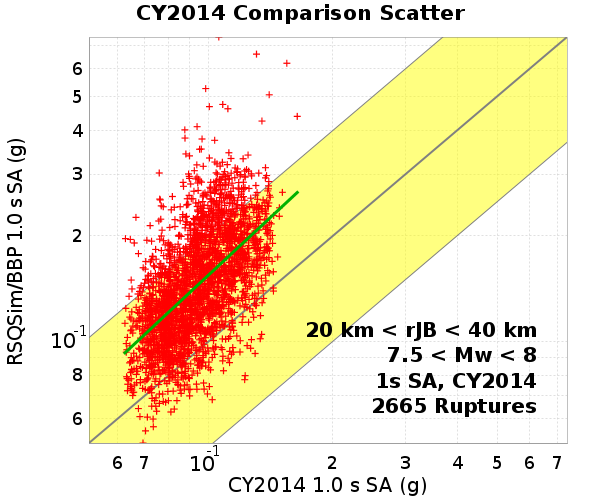 CY2014 Comparison Scatter
RSQSim/BBP 1.0 s SA (g)
6
5
4
3
2
10-1
8
6
20 km < rJB < 40 km
7.5 < Mw < 8
1s SA, CY2014
2665 Ruptures
6 7 10-1 2 3 4 5 6 7
CY2014 1.0 s SA (g)